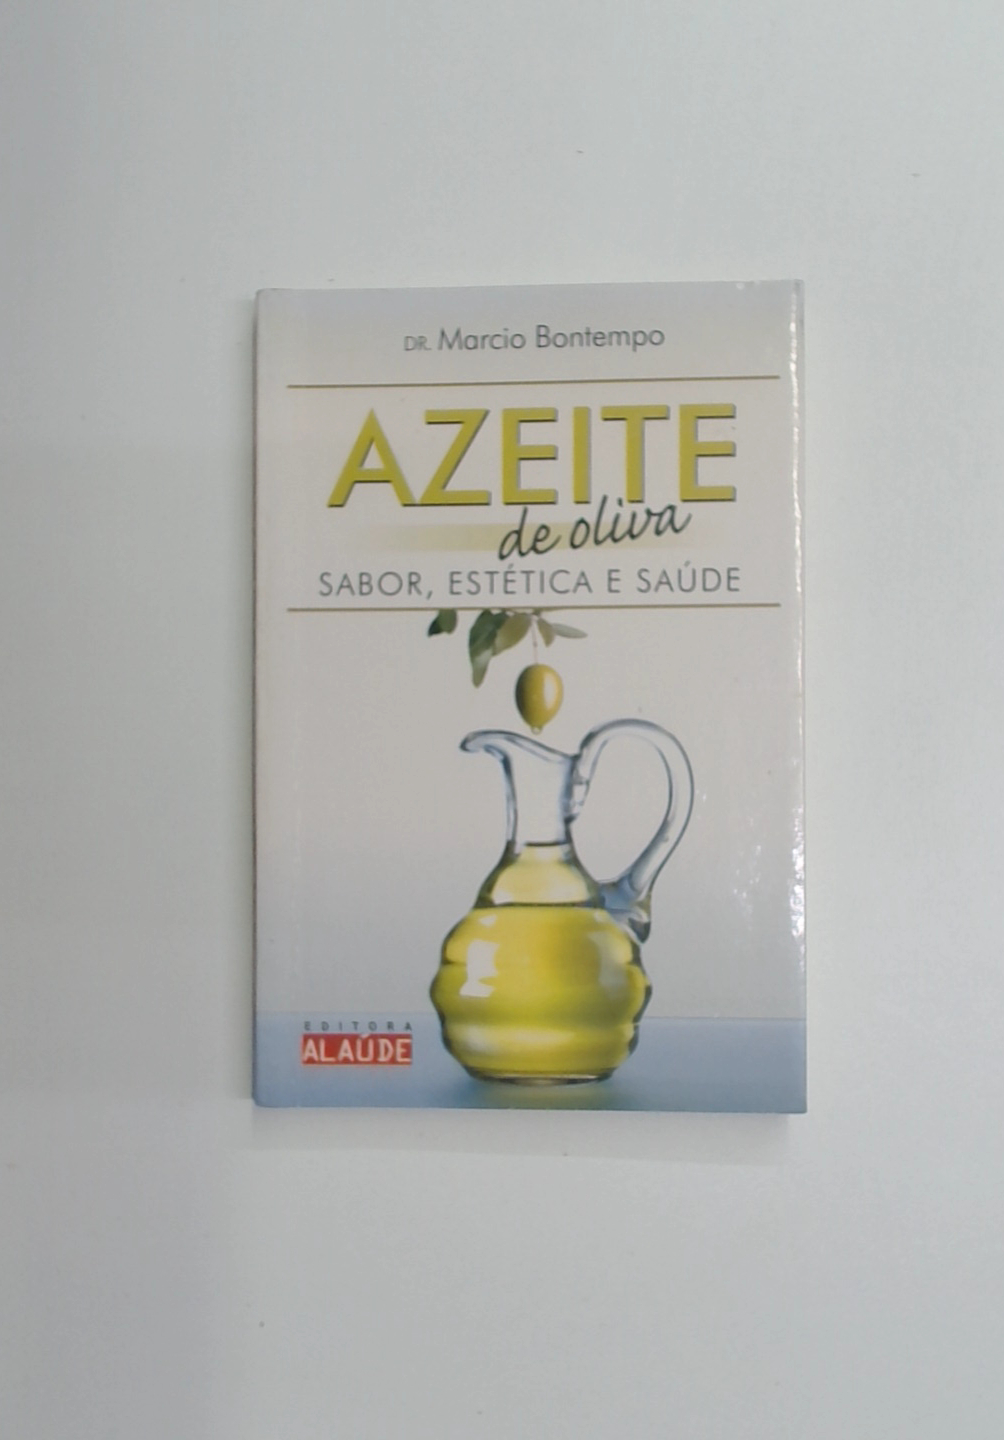 DR. Marcio Bontempo
AZEITE
de oliva
SABOR, ESTÉTICA E SAÚDE
EDITORA
ALAÚDE